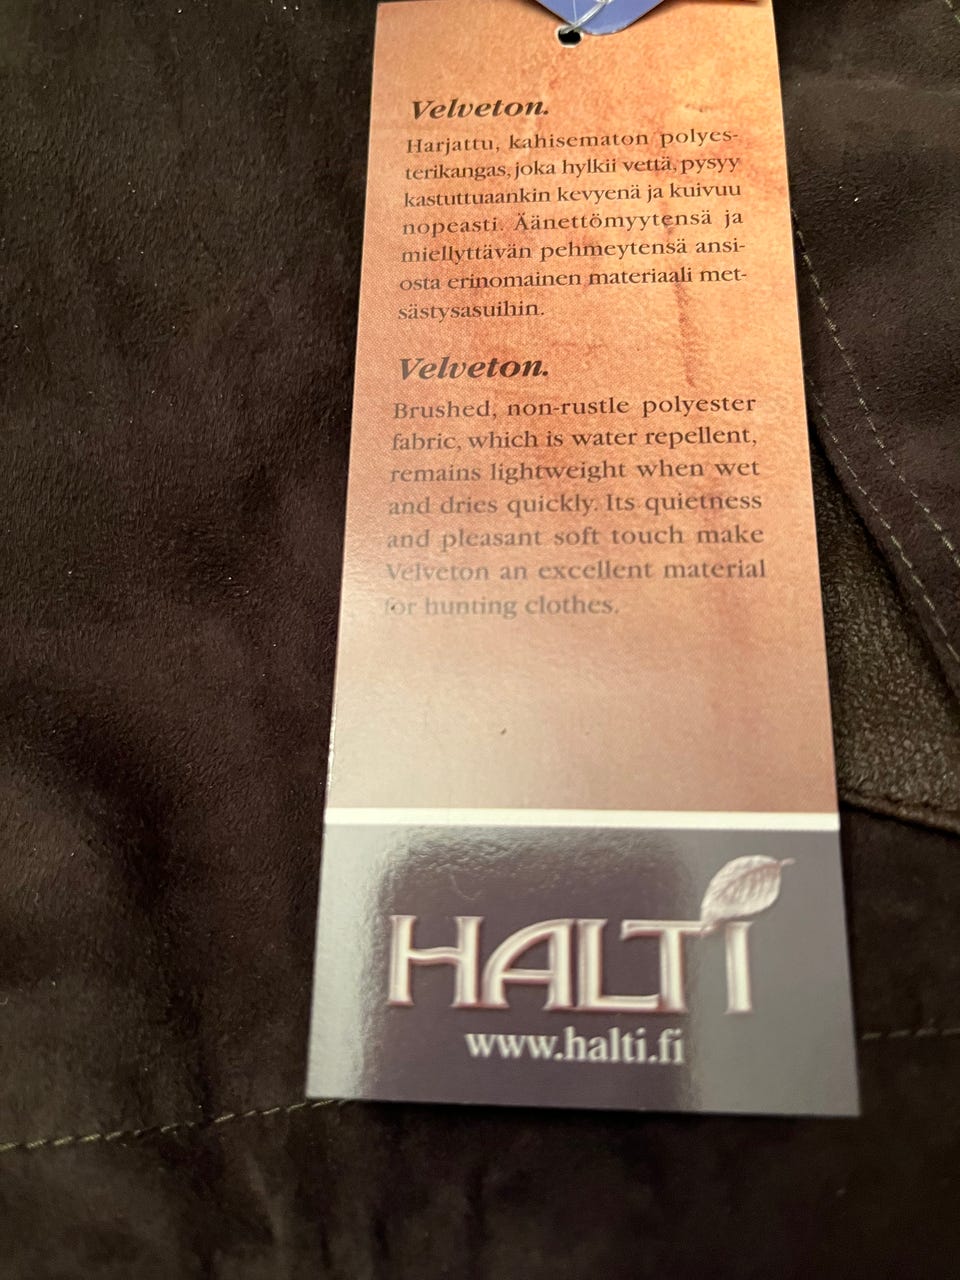 Velveton.
Harjattu, kahisematon polyes-
terikangas, joka hylkii vettä, pysyy
kastuttuaankin kevyenä ja kuivuu
nopeasti. Äänettömyytensä ja
miellyttävän pehmeytensä ansi-
osta erinomainen materiaali met-
sästysasuihin.
Velveton.
Brushed, non-rustle polyester
fabric, which is water repellent,
remains lightweight when wet
and dries quickly. Its quietness
and pleasant soft touch make
Velveton an excellent material
for hunting clothes.
HALTI
www.halti.fi